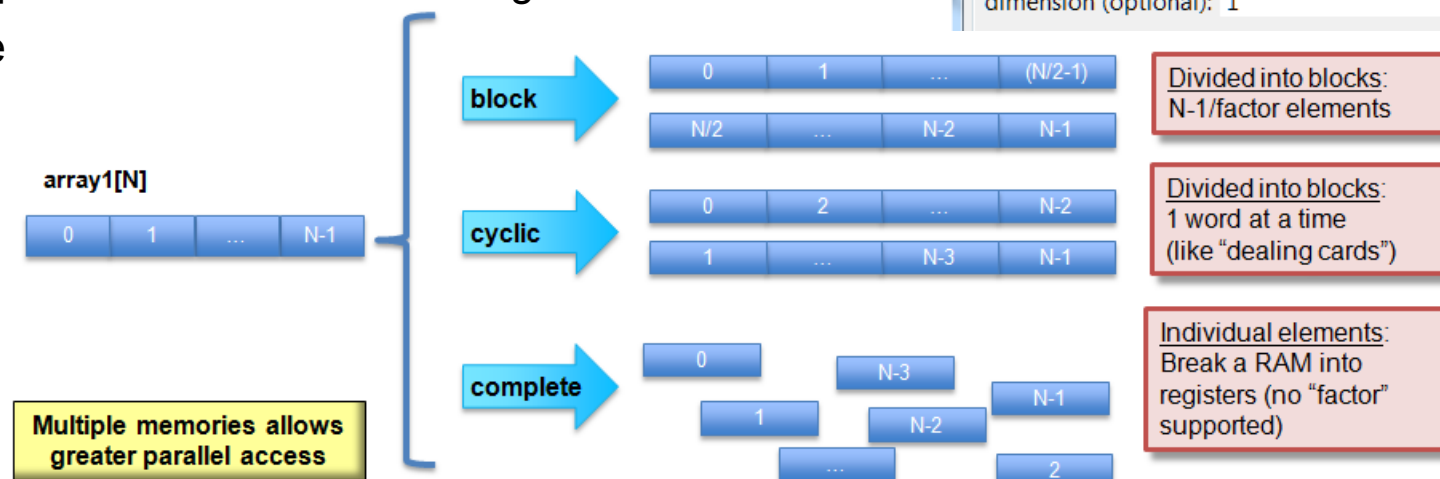 dimension (optional): 1
e
array1[N]
0 1 ... N-1
block
0 1 ... (N/2-1)
N/2 ... N-2 N-1
Divided into blocks:
N-1/factor elements
cyclic
0 2 ... N-2
1 ... N-3 N-1
Divided into blocks:
1 word at a time
(like “dealing cards”)
complete
0
N-3
N-1
1
N-2
...
2
Individual elements:
Break a RAM into
registers (no “factor”
supported)
Multiple memories allows
greater parallel access